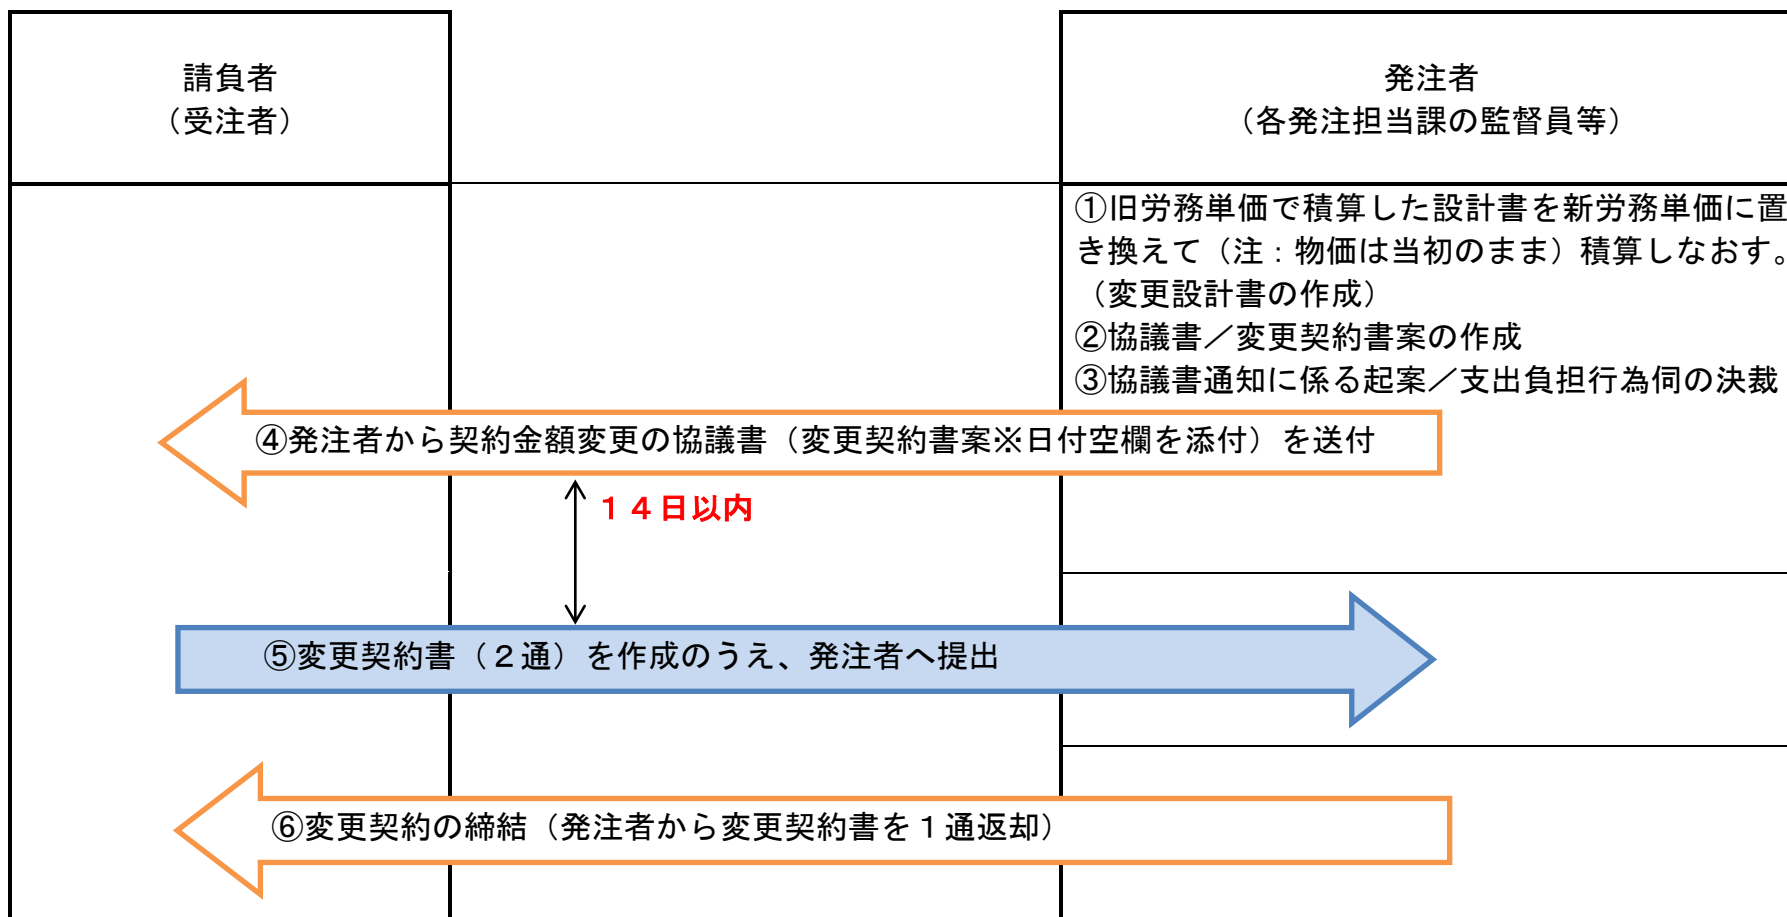 請負者
（受注者）
発注者
（各発注担当課の監督員等）
①旧労務単価で積算した設計書を新労務単価に置
き換えて（注：物価は当初のまま）積算しなおす。
（変更設計書の作成）
②協議書／変更契約書案の作成
③協議書通知に係る起案／支出負担行為伺の決裁
④発注者から契約金額変更の協議書（変更契約書案※日付空欄を添付）を送付
１４日以内
⑤変更契約書（２通）を作成のうえ、発注者へ提出
⑥変更契約の締結（発注者から変更契約書を１通返却）